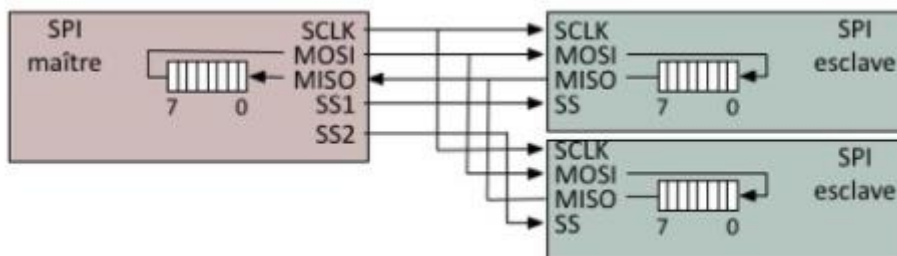 SPI
maître
SCLK
MOSI
MISO
SS1
SS2
7 0
SCLK
MOSI
MISO
SS
SPI
esclave
7 0
SCLK
MOSI
MISO
SS
SPI
esclave
7 0